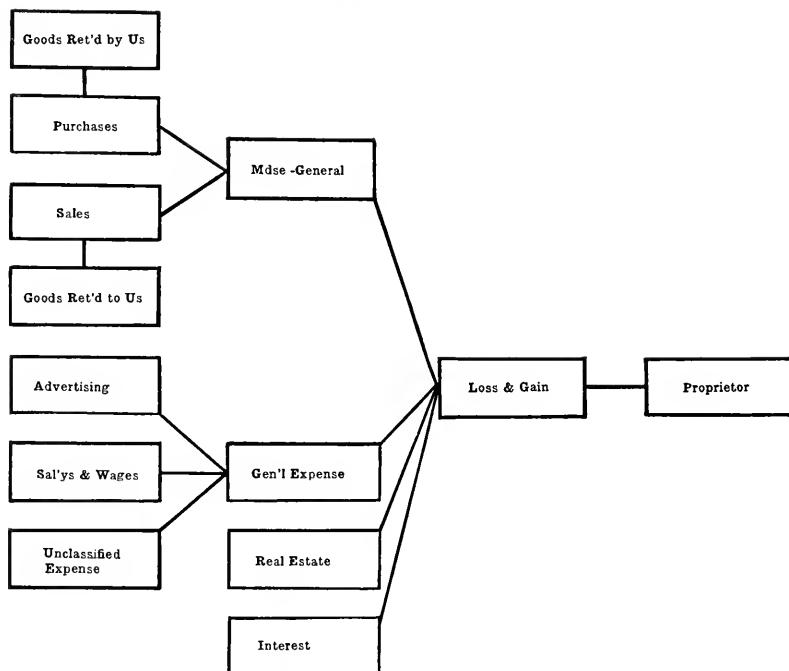 Goods Ret'd by Us
Purchases
Mdse -General
Sales
Goods Ret'd to Us
Advertising
Loss & Gain
Proprietor
Sal'ys & Wages
Gen'l Expense
Unclassified
Expense
Real Estate
Interest